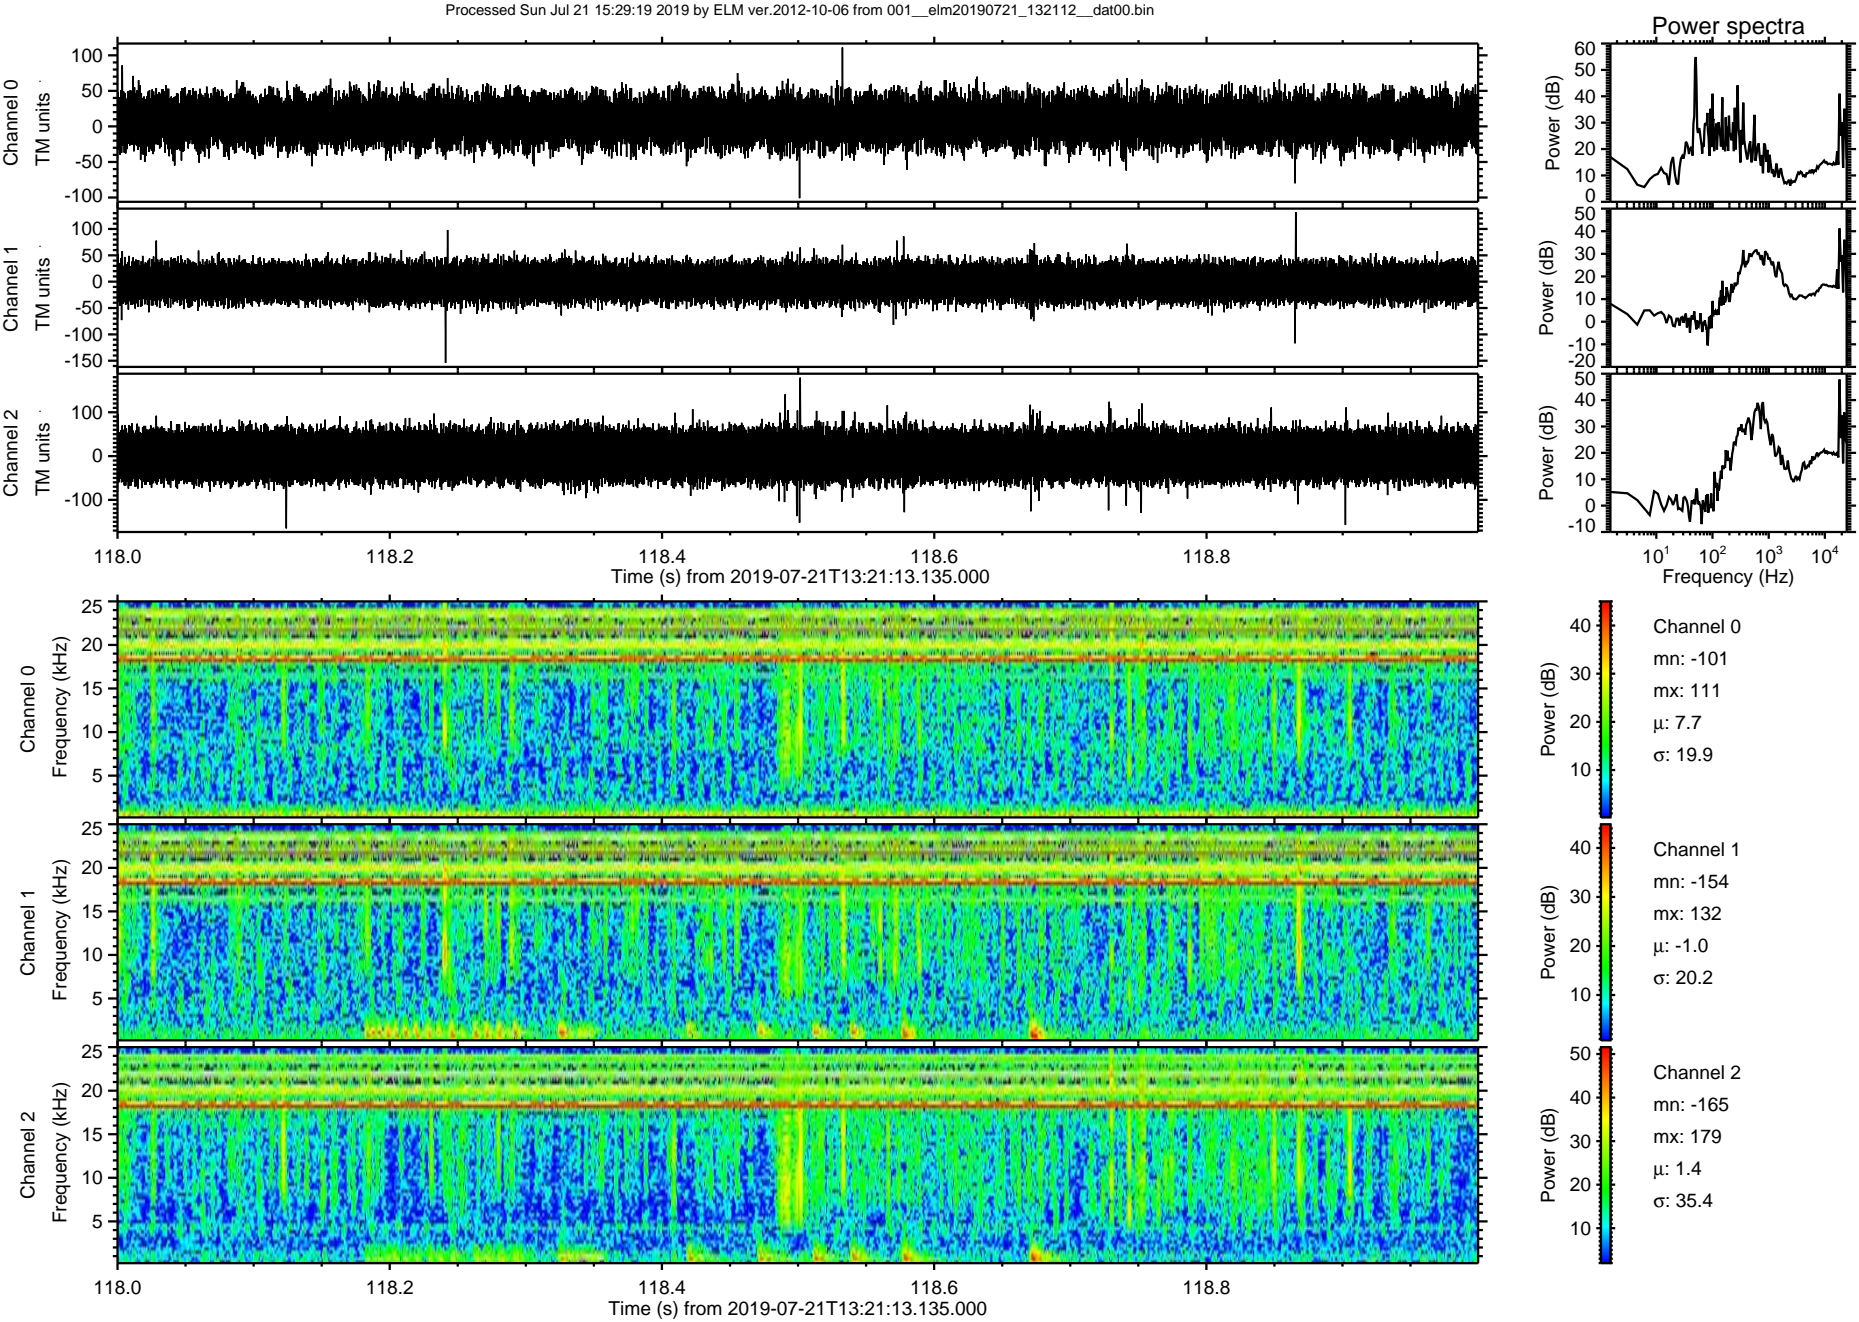 Processed Sun Jul 21 15:29:19 2019 by ELM ver.2012-10-06 from 001__elm20190721_132112__dat00.bin
Power spectra
Channel 0
TM units
100
50
0
-50
-100
Power (dB)
60
50
40
30
20
10
0
Channel 1
TM units
100
50
0
-50
-100
-150
Power (dB)
50
40
30
20
10
0
-10
-20
Channel 2
TM units
100
0
-100
Power (dB)
50
40
30
20
10
0
-10
118.0 118.2 118.4 118.6 118.8
Time (s) from 2019-07-21T13:21:13.135.000
10^1 10^2 10^3 10^4
Frequency (Hz)
Channel 0
Frequency (kHz)
25
20
15
10
5
Power (dB)
40
30
20
10
Channel 0
mn: -101
mx: 111
μ: 7.7
σ: 19.9
Channel 1
Frequency (kHz)
25
20
15
10
5
Power (dB)
40
30
20
10
Channel 1
mn: -154
mx: 132
μ: -1.0
σ: 20.2
Channel 2
Frequency (kHz)
25
20
15
10
5
Power (dB)
50
40
30
20
10
Channel 2
mn: -165
mx: 179
μ: 1.4
σ: 35.4
118.0 118.2 118.4 118.6 118.8
Time (s) from 2019-07-21T13:21:13.135.000